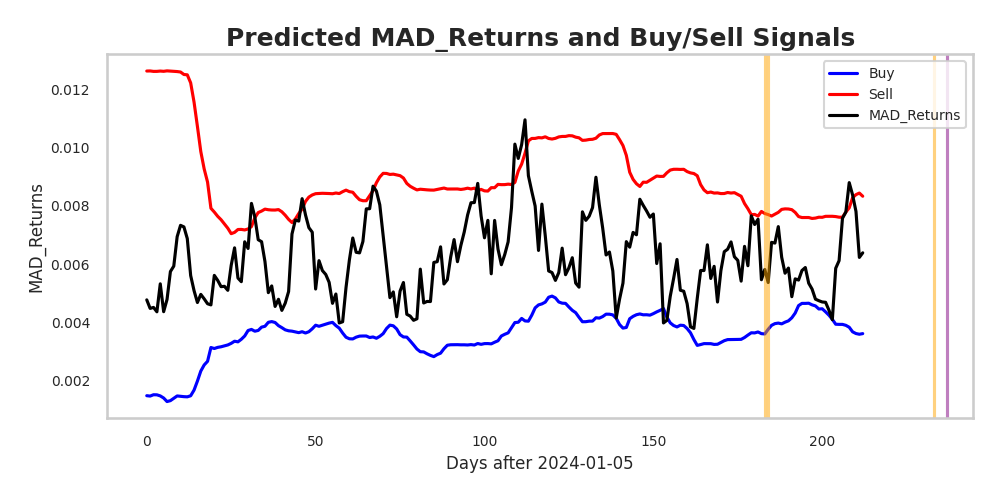 Predicted MAD_Returns and Buy/Sell Signals
Buy
Sell
MAD_Returns
0.012
0.010
0.008
0.006
0.004
0.002
MAD_Returns
0
50
100
150
200
Days after 2024-01-05